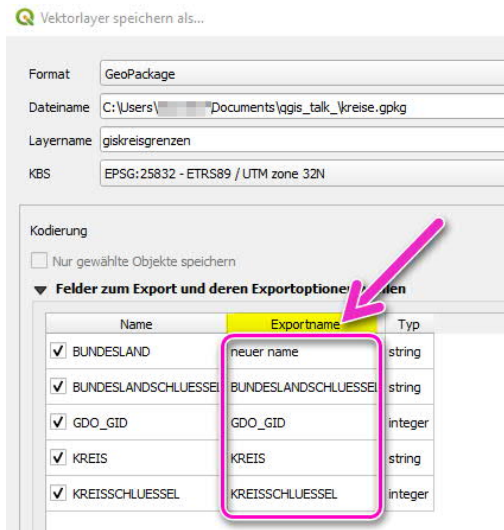 Vektorlayer speichern als...
Format GeoPackage
Dateiname C:\Users\ Documents\qgis_talk_\kreise.gpkg
Layername giskreisgrenzen
KBS EPSG:25832 - ETRS89 / UTM zone 32N
Kodierung
Nur gewählte Objekte speichern
Felder zum Export und deren Exportoptionen
Name Exportname Typ
BUNDESLAND neuer name string
BUNDESLANDSCHLUESSEL BUNDESLANDSCHLUESSEL string
GDO_GID GDO_GID integer
KREIS KREIS string
KREISSCHLUESSEL KREISSCHLUESSEL integer